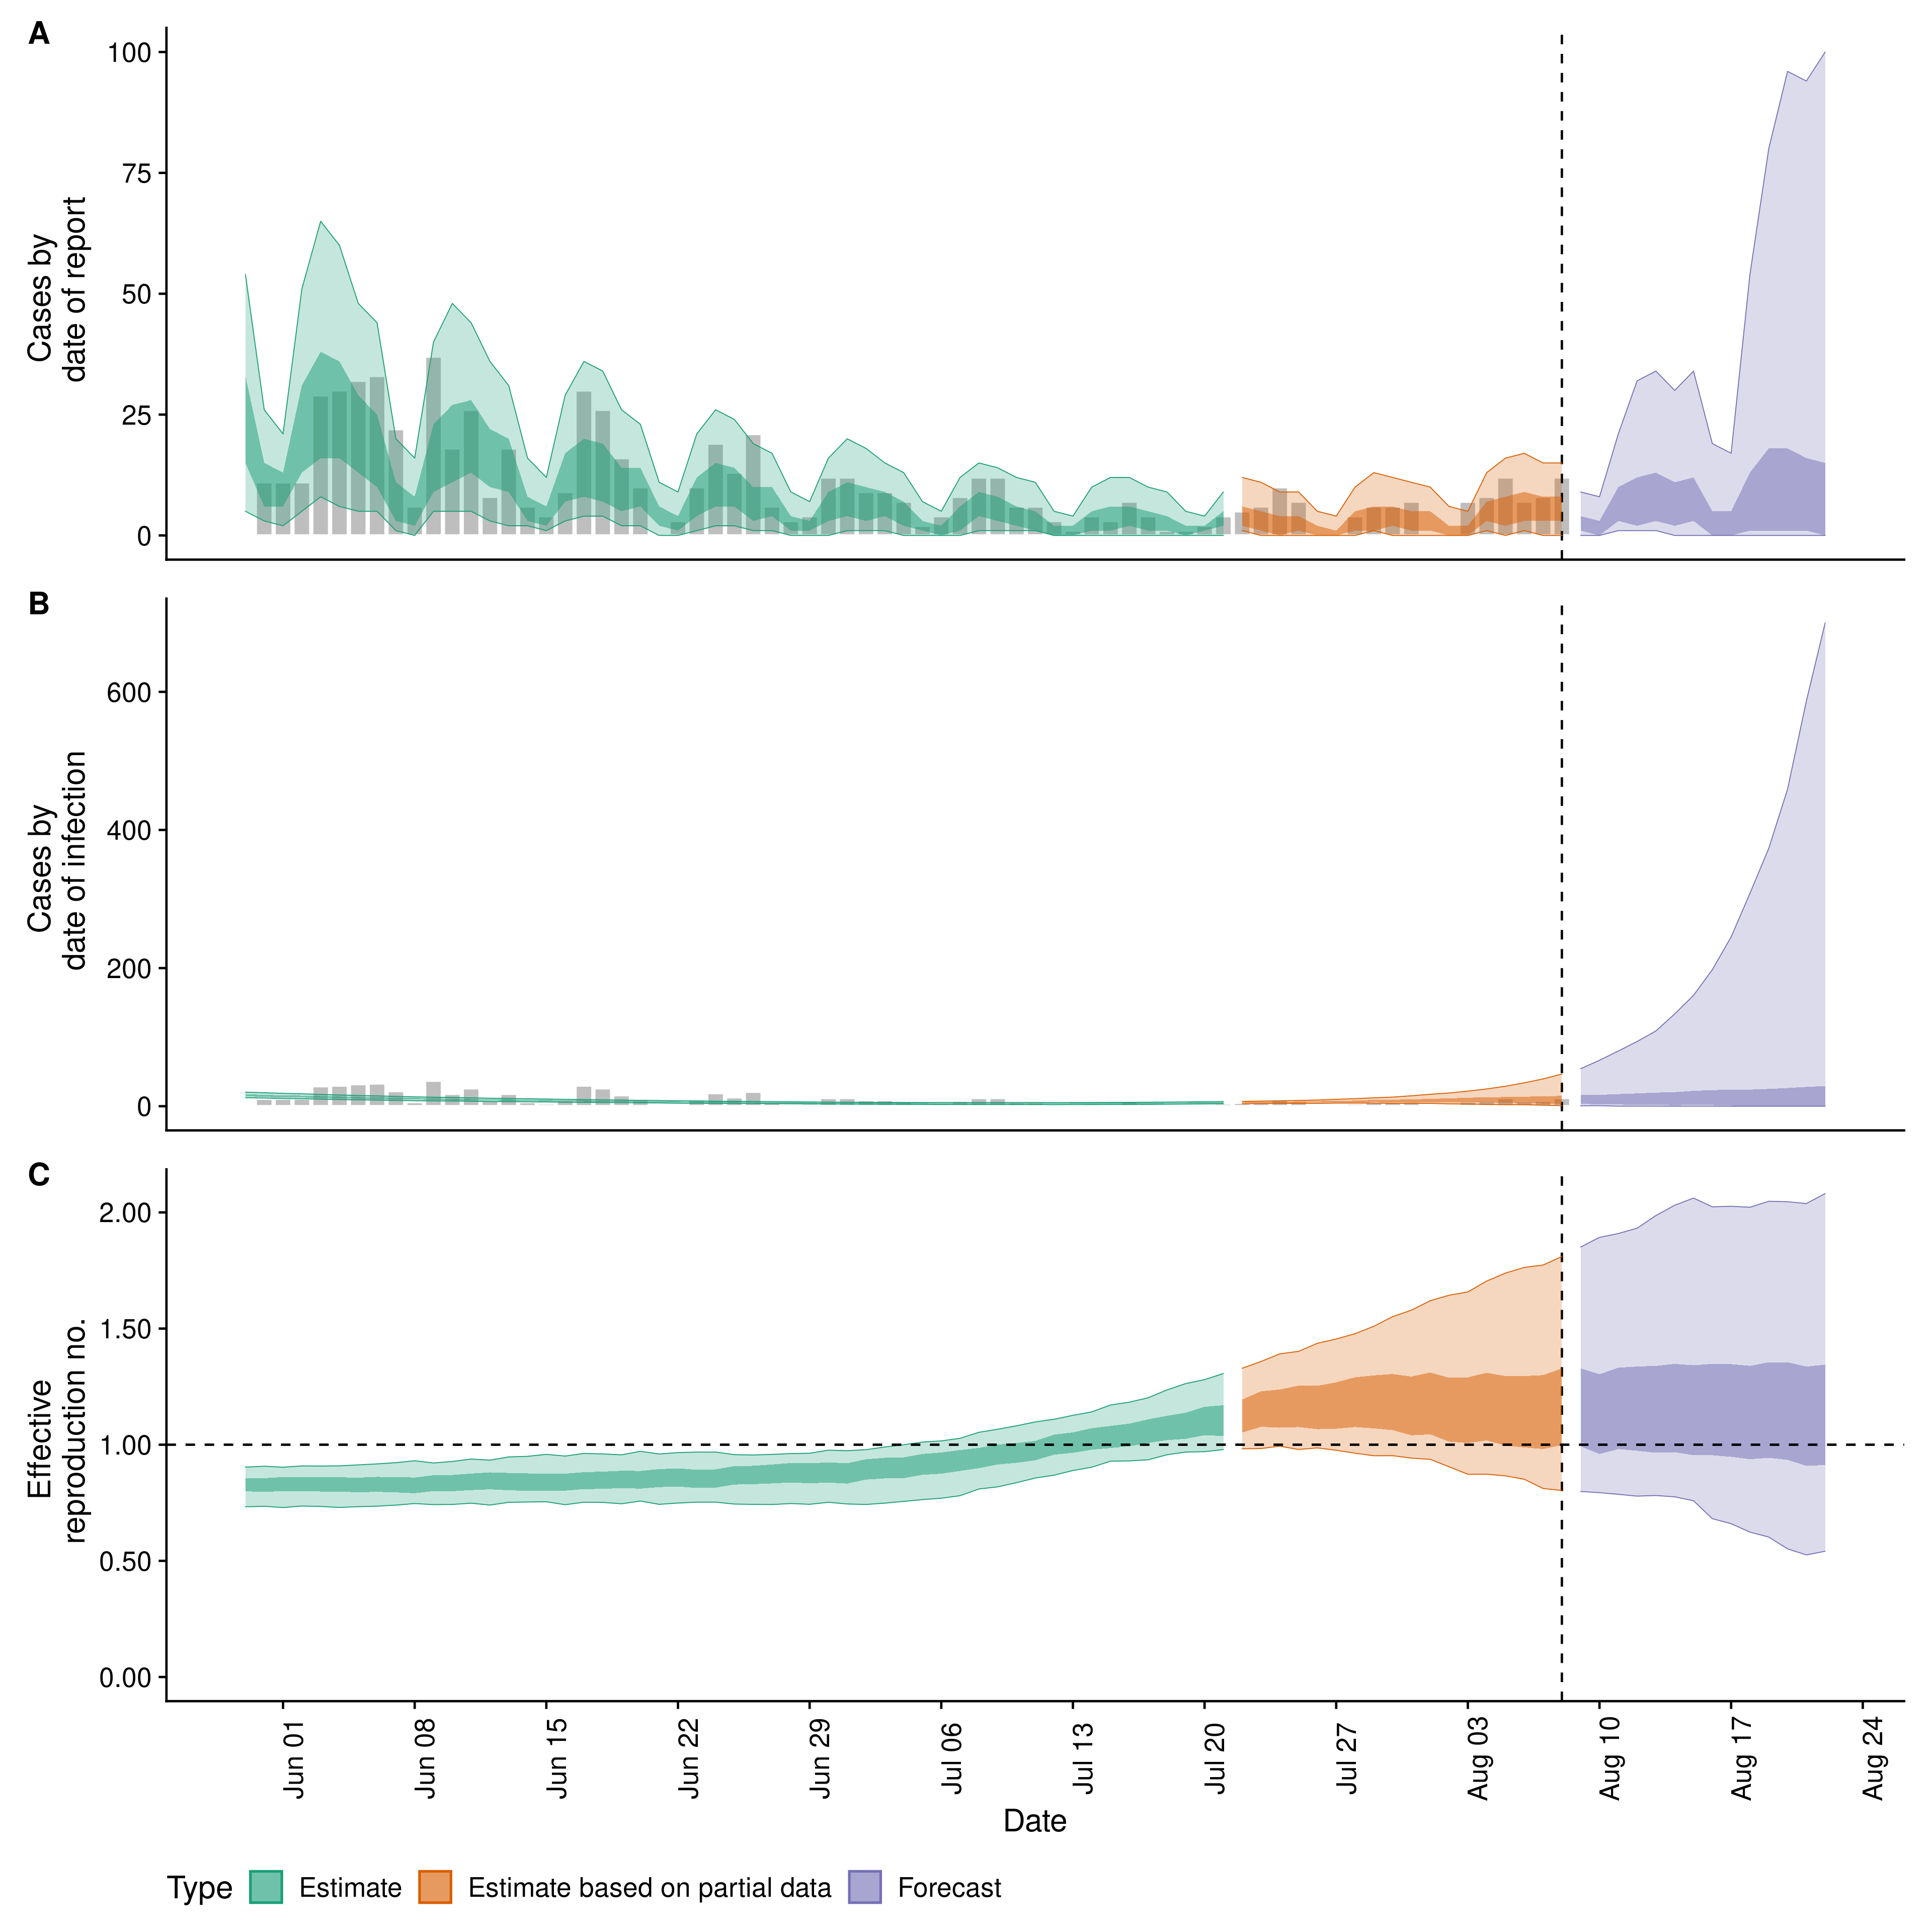 A
Cases by
date of report
100
75
50
25
0
B
Cases by
date of infection
600
400
200
0
C
Effective
reproduction no.
2.00
1.50
1.00
0.50
0.00
Jun 01
Jun 08
Jun 15
Jun 22
Jun 29
Jul 06
Jul 13
Jul 20
Jul 27
Aug 03
Aug 10
Aug 17
Aug 24
Date
Type Estimate Estimate based on partial data Forecast